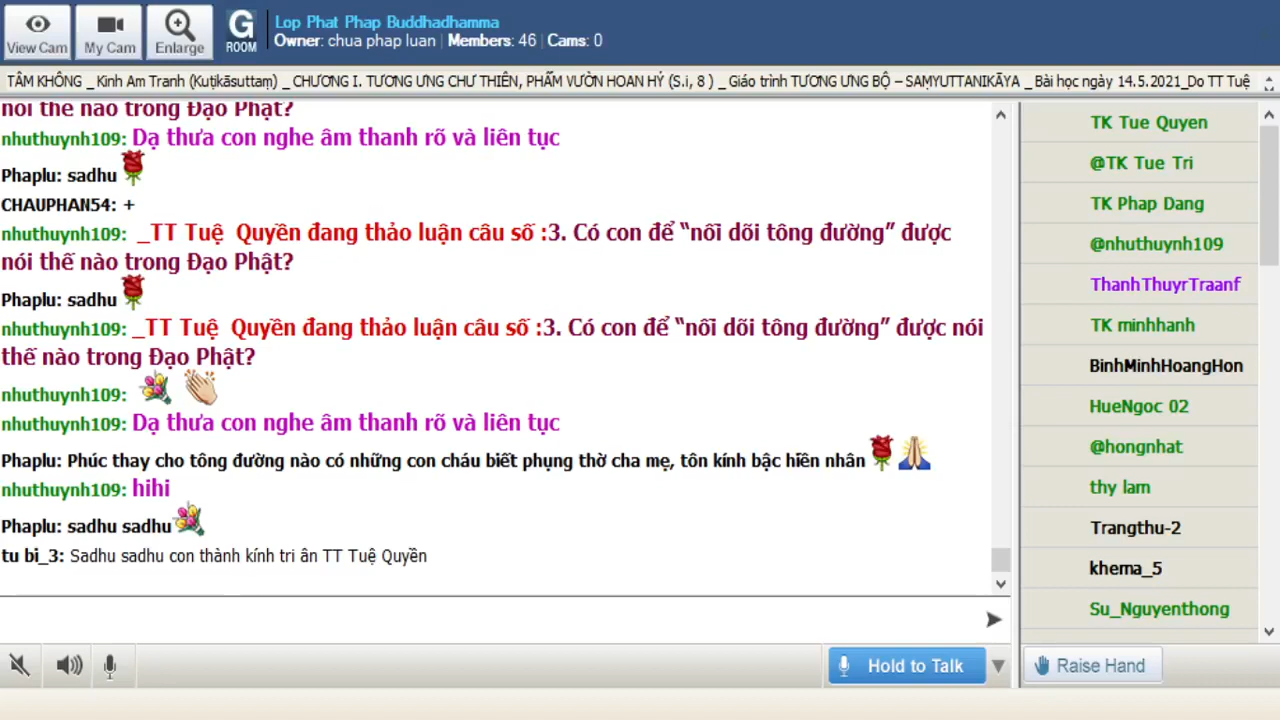 View Cam
My Cam
Enlarge
G
ROOM
Lop Phat Phap Buddhadhamma
Owner: chua phap luan | Members: 46 | Cams: 0
TÂM KHÔNG _ Kinh Am Tranh (Kuṭikāsuttaṃ) _ CHƯƠNG I. TƯƠNG ƯNG CHƯ THIÊN, PHẨM VƯỜN HOAN HỶ (S.i, 8 ) _ Giáo trình TƯƠNG ƯNG BỘ – SAṂYUTTANIKĀYA _ Bài học ngày 14.5.2021_Do TT Tuệ
nói thế nào trong Đạo Phật?
nhuthuynh109: Dạ thưa con nghe âm thanh rõ và liên tục
Phaplu: sadhu
CHAUPHAN54: +
nhuthuynh109: _TT Tuệ Quyền đang thảo luận câu số :3. Có con để “nối dõi tông đường” được
nói thế nào trong Đạo Phật?
Phaplu: sadhu
nhuthuynh109: _TT Tuệ Quyền đang thảo luận câu số :3. Có con để “nối dõi tông đường” được nói
thế nào trong Đạo Phật?
nhuthuynh109:
nhuthuynh109: Dạ thưa con nghe âm thanh rõ và liên tục
Phaplu: Phúc thay cho tông đường nào có những con cháu biết phụng thờ cha mẹ, tôn kính bậc hiền nhân
nhuthuynh109: hihi
Phaplu: sadhu sadhu
tu bi_3: Sadhu sadhu con thành kính tri ân TT Tuệ Quyền
TK Tue Quyen
@TK Tue Tri
TK Phap Dang
@nhuthuynh109
ThanhThuyrTraanf
TK minhhanh
BinhMinhHoangHon
HueNgoc 02
@hongnhat
thy lam
Trangthu-2
khema_5
Su_Nguyenthong
Hold to Talk
Raise Hand